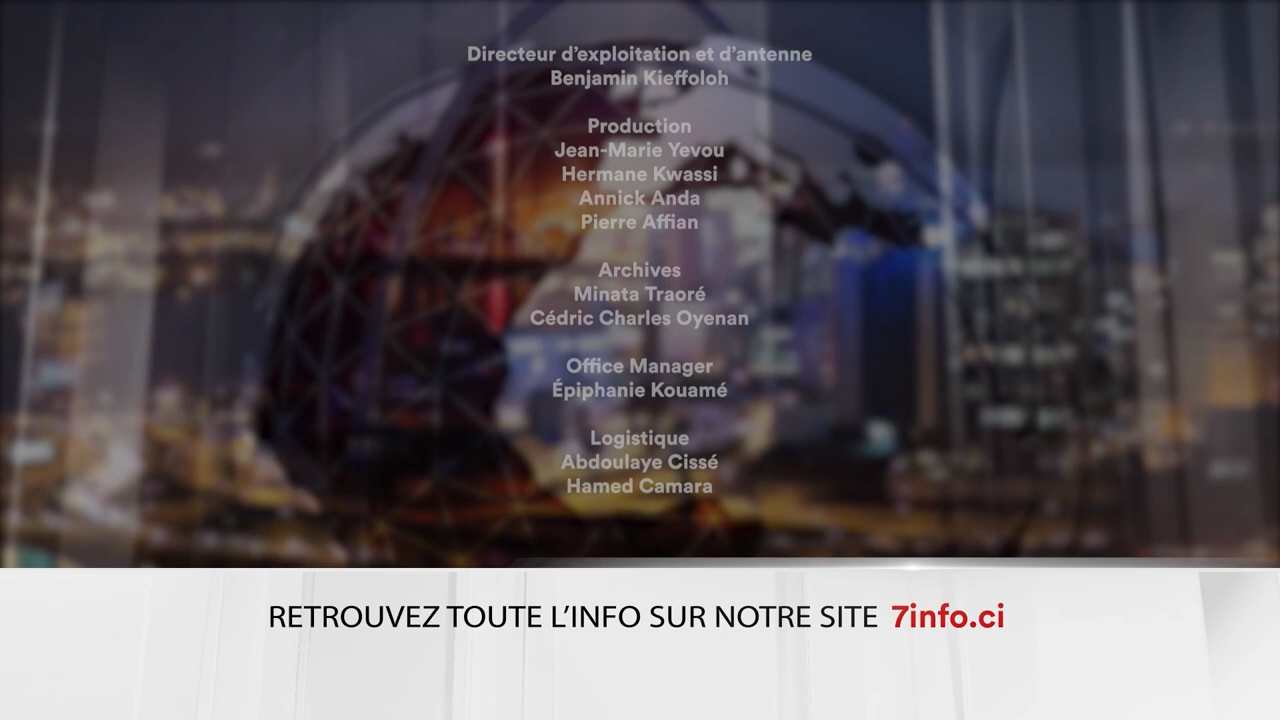 Directeur d’exploitation et d’antenne
Benjamin Kieffoloh
Production
Jean-Marie Yevou
Hermane Kwassi
Annick Anda
Pierre Affian
Archives
Minata Traoré
Cédric Charles Oyenan
Office Manager
Épiphanie Kouamé
Logistique
Abdoulaye Cissé
Hamed Camara
RETROUVEZ TOUTE L’INFO SUR NOTRE SITE 7info.ci